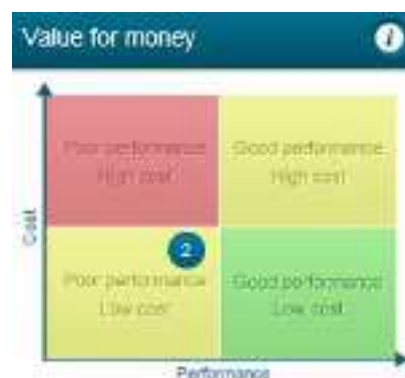 Value for money
i
Poor performance
High cost
Good performance
High cost
Cost
2
Poor performance
Low cost
Good performance
Low cost
Performance